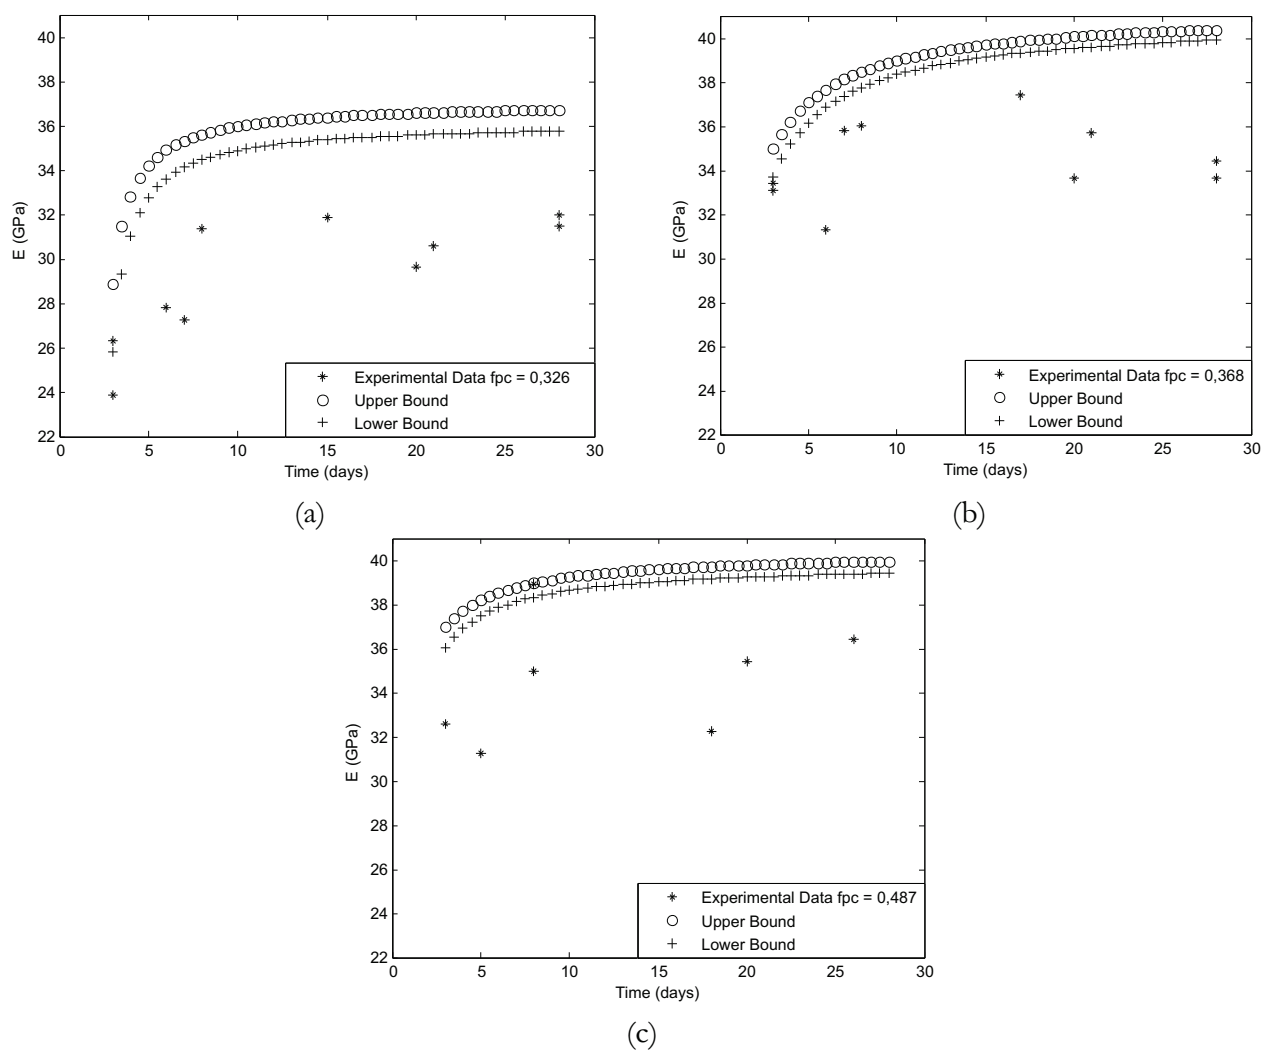 40
38
36
34
32
30
28
26
24
22
E (GPa)
0 5 10 15 20 25 30
Time (days)
Experimental Data fpc = 0,326
Upper Bound
Lower Bound
(a)
40
38
36
34
32
30
28
26
24
22
E (GPa)
0 5 10 15 20 25 30
Time (days)
Experimental Data fpc = 0,368
Upper Bound
Lower Bound
(b)
40
38
36
34
32
30
28
26
24
22
E (GPa)
0 5 10 15 20 25 30
Time (days)
Experimental Data fpc = 0,487
Upper Bound
Lower Bound
(c)